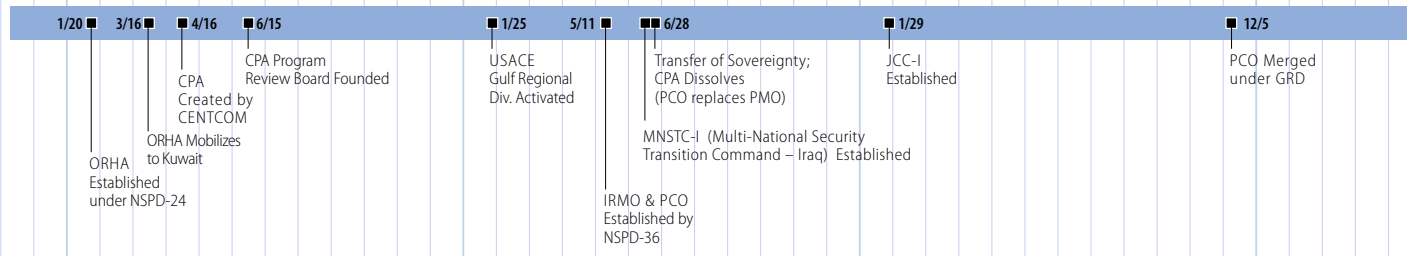 1/20 3/16 4/16 6/15 1/25 5/11 6/28 1/29 12/5
ORHA
Established
under NSPD-24
ORHA Mobilizes
to Kuwait
CPA
Created by
CENTCOM
CPA Program
Review Board Founded
USACE
Gulf Regional
Div. Activated
IRMO & PCO
Established by
NSPD-36
MNSTC-I (Multi-National Security
Transition Command – Iraq) Established
Transfer of Sovereignty;
CPA Dissolves
(PCO replaces PMO)
JCC-I
Established
PCO Merged
under GRD